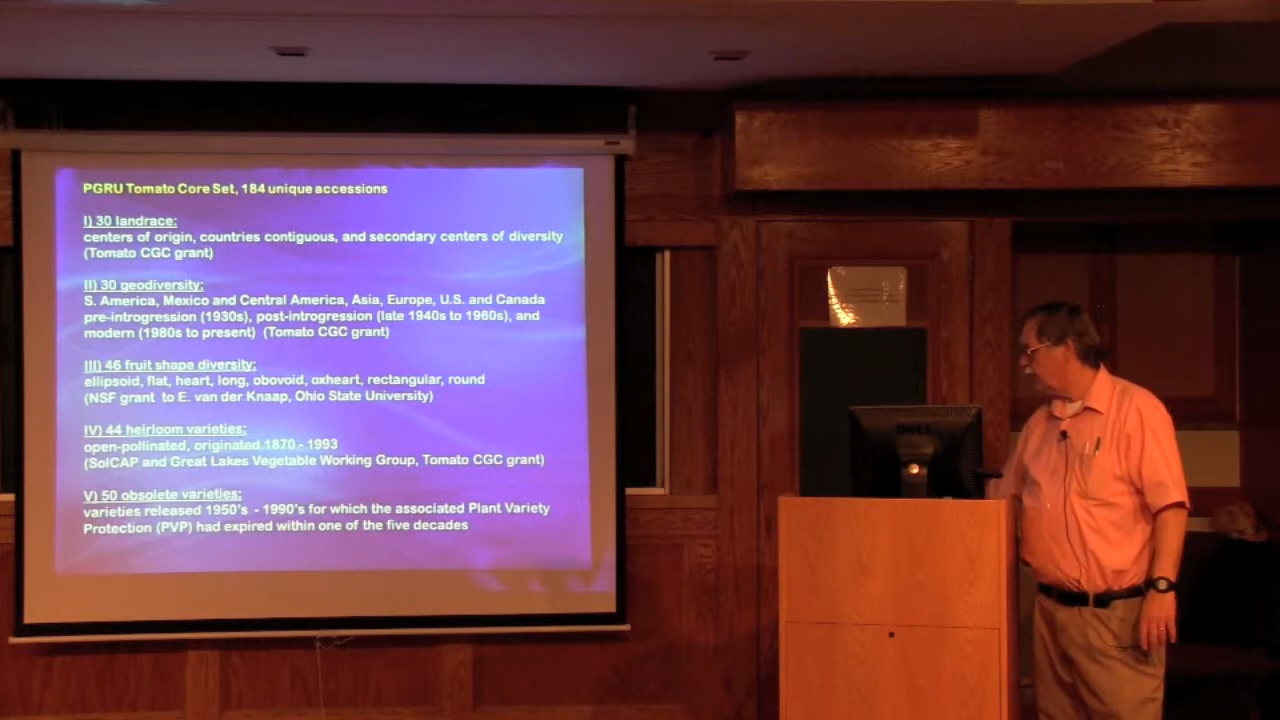 PGRU Tomato Core Set, 184 unique accessions
I) 30 landrace:
centers of origin, countries contiguous, and secondary centers of diversity
(Tomato CGC grant)
II) 30 geodiversity:
S. America, Mexico and Central America, Asia, Europe, U.S. and Canada
pre-introgression (1930s), post-introgression (late 1940s to 1960s), and
modern (1980s to present) (Tomato CGC grant)
III) 46 fruit shape diversity:
ellipsoid, flat, heart, long, obovoid, oxheart, rectangular, round
(NSF grant to E. van der Knaap, Ohio State University)
IV) 44 heirloom varieties:
open-pollinated, originated 1870 - 1993
(SolCAP and Great Lakes Vegetable Working Group, Tomato CGC grant)
V) 50 obsolete varieties:
varieties released 1950's - 1990's for which the associated Plant Variety
Protection (PVP) had expired within one of the five decades
DELL